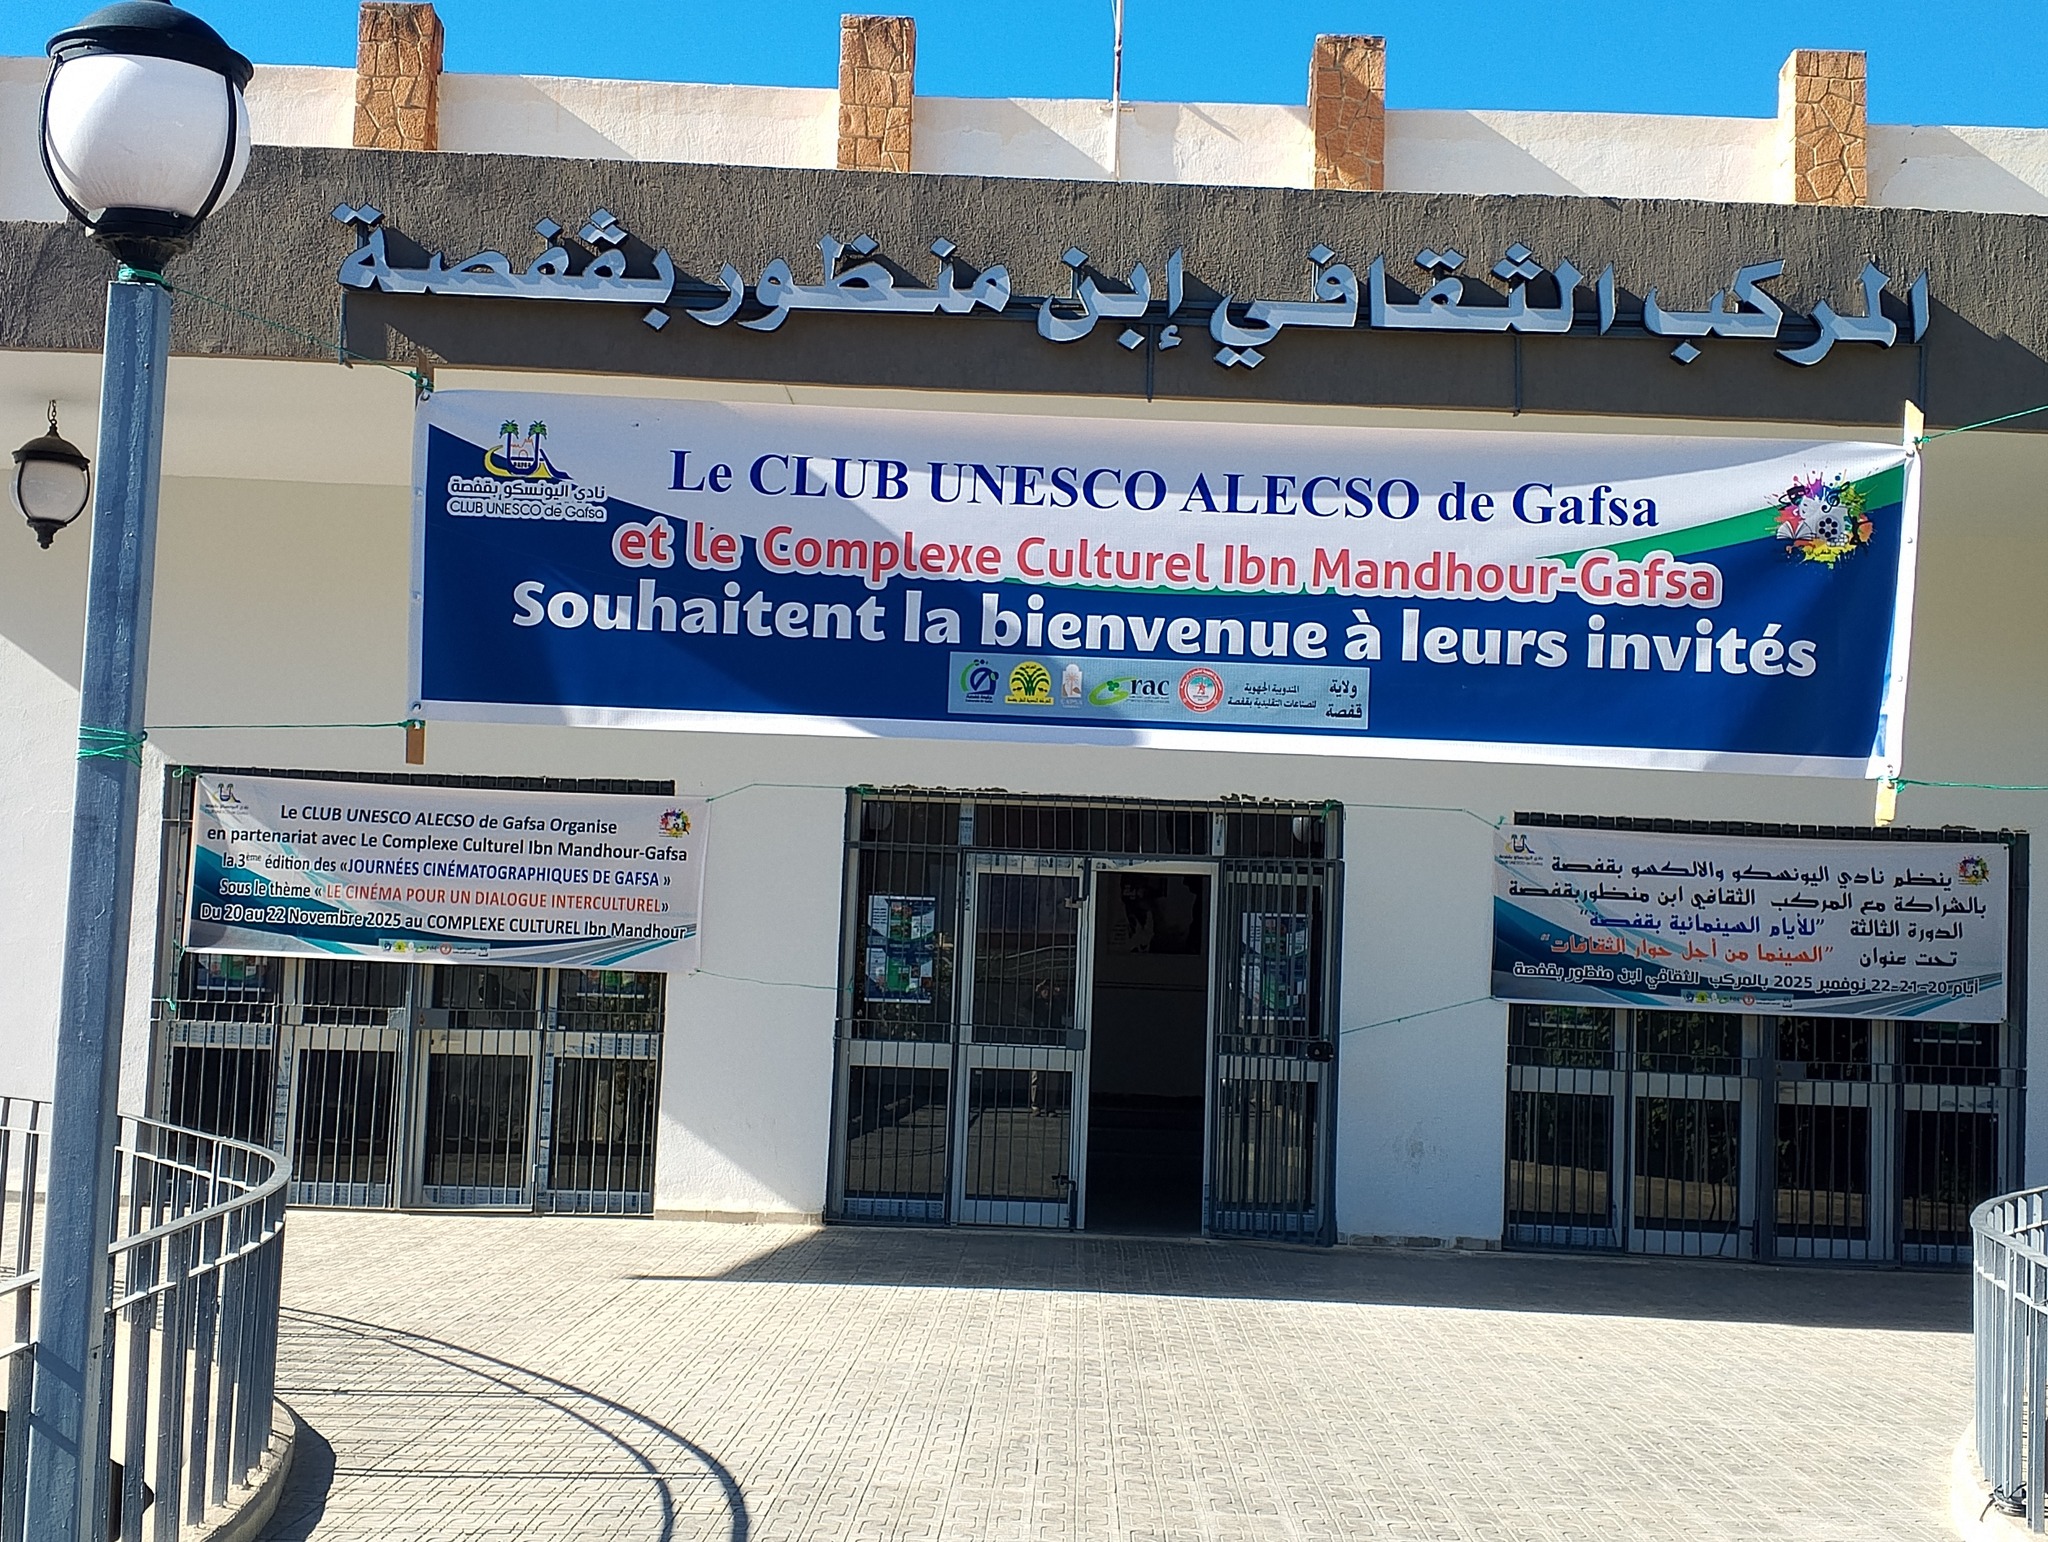 المركب الثقافي إبن منظور بقفصة
نادي اليونسكو بقفصة
CLUB UNESCO de Gafsa
Le CLUB UNESCO ALECSO de Gafsa
et le Complexe Culturel Ibn Mandhour-Gafsa
Souhaitent la bienvenue à leurs invités
Grac
المندوبية الجهوية
للصناعات التقليدية بقفصة
ولاية
قفصة
Le CLUB UNESCO ALECSO de Gafsa Organise
en partenariat avec Le Complexe Culturel Ibn Mandhour-Gafsa
la 3ème édition des «JOURNÉES CINÉMATOGRAPHIQUES DE GAFSA »
Sous le thème « LE CINÉMA POUR UN DIALOGUE INTERCULTUREL»
Du 20 au 22 Novembre 2025 au COMPLEXE CULTUREL Ibn Mandhour
ينظم نادي اليونسكو والالكسو بقفصة
بالشراكة مع المركب الثقافي ابن منظور بقفصة
الدورة الثالثة "للأيام السينمائية بقفصة"
تحت عنوان "السينما من أجل حوار الثقافات"
أيام 20-21-22 نوفمبر 2025 بالمركب الثقافي ابن منظور بقفصة